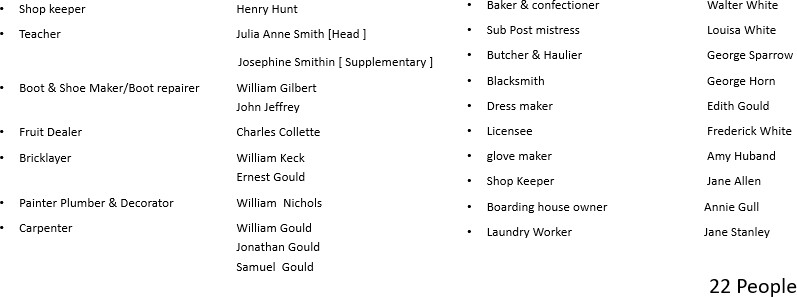 • Shop keeper Henry Hunt
• Teacher Julia Anne Smith [Head ]
Josephine Smithin [ Supplementary ]
• Boot & Shoe Maker/Boot repairer William Gilbert
John Jeffrey
• Fruit Dealer Charles Collette
• Bricklayer William Keck
Ernest Gould
• Painter Plumber & Decorator William Nichols
• Carpenter William Gould
Jonathan Gould
Samuel Gould
• Baker & confectioner Walter White
• Sub Post mistress Louisa White
• Butcher & Haulier George Sparrow
• Blacksmith George Horn
• Dress maker Edith Gould
• Licensee Frederick White
• glove maker Amy Huband
• Shop Keeper Jane Allen
• Boarding house owner Annie Gull
• Laundry Worker Jane Stanley
22 People